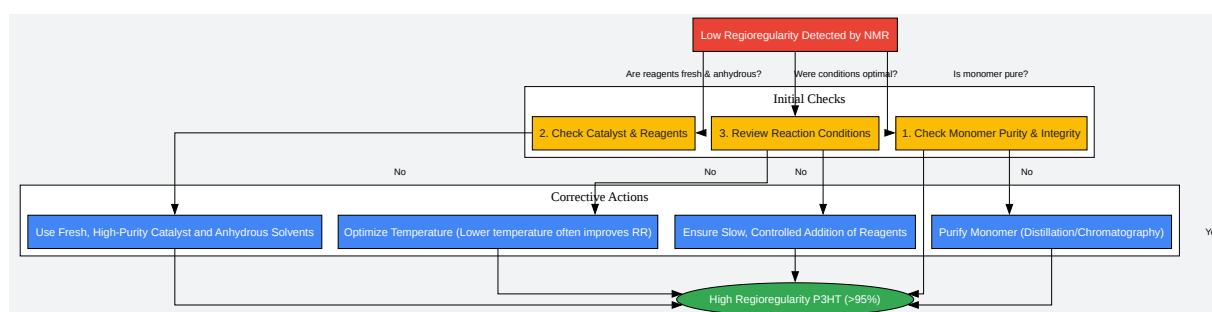 Low Regioregularity Detected by NMR
Are reagents fresh & anhydrous?
Were conditions optimal?
Is monomer pure?
Initial Checks
2. Check Catalyst & Reagents
3. Review Reaction Conditions
1. Check Monomer Purity & Integrity
No
No
No
No
Corrective Actions
Use Fresh, High-Purity Catalyst and Anhydrous Solvents
Optimize Temperature (Lower temperature often improves RR)
Ensure Slow, Controlled Addition of Reagents
Purify Monomer (Distillation/Chromatography)
High Regioregularity P3HT (>95%)